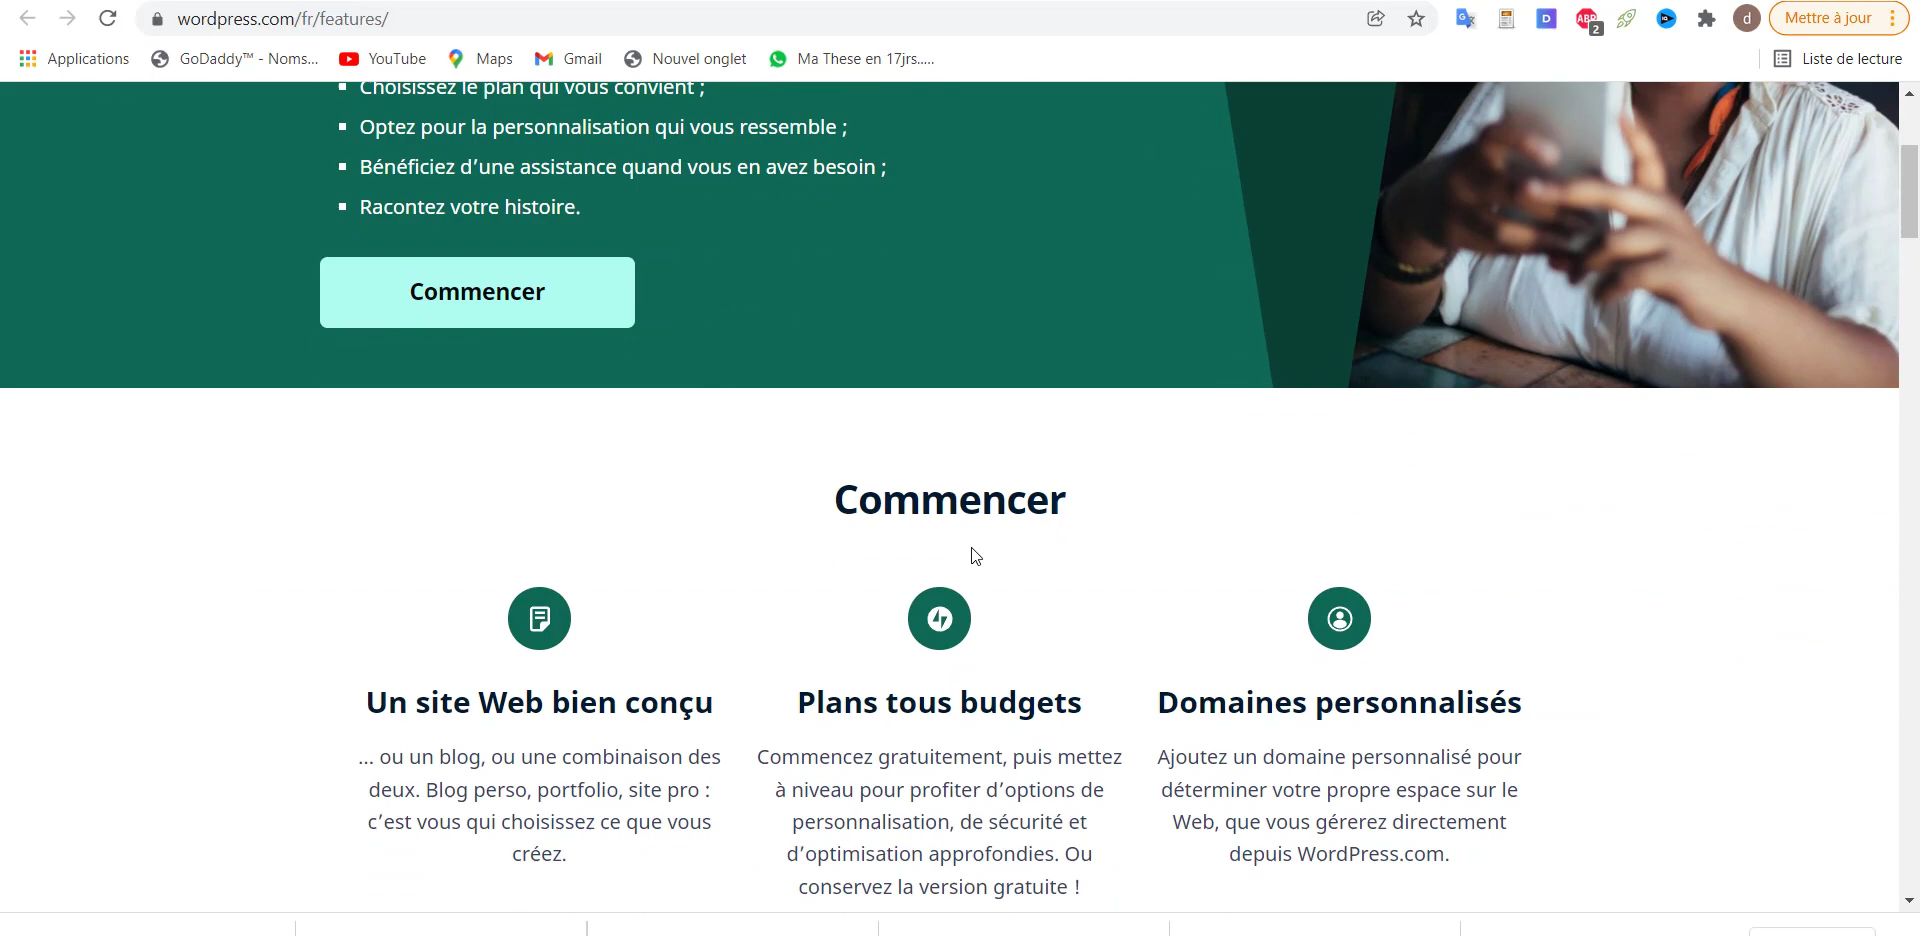 wordpress.com/fr/features/
Mettre à jour
d
ABP
2
D
Applications
GoDaddy™ - Noms...
YouTube
Maps
Gmail
Nouvel onglet
Ma These en 17jrs.....
Liste de lecture
Choisissez le plan qui vous convient ;
Optez pour la personnalisation qui vous ressemble ;
Bénéficiez d’une assistance quand vous en avez besoin ;
Racontez votre histoire.
Commencer
Commencer
Un site Web bien conçu
... ou un blog, ou une combinaison des
deux. Blog perso, portfolio, site pro :
c’est vous qui choisissez ce que vous
créez.
Plans tous budgets
Commencez gratuitement, puis mettez
à niveau pour profiter d’options de
personnalisation, de sécurité et
d’optimisation approfondies. Ou
conservez la version gratuite !
Domaines personnalisés
Ajoutez un domaine personnalisé pour
déterminer votre propre espace sur le
Web, que vous gérerez directement
depuis WordPress.com.